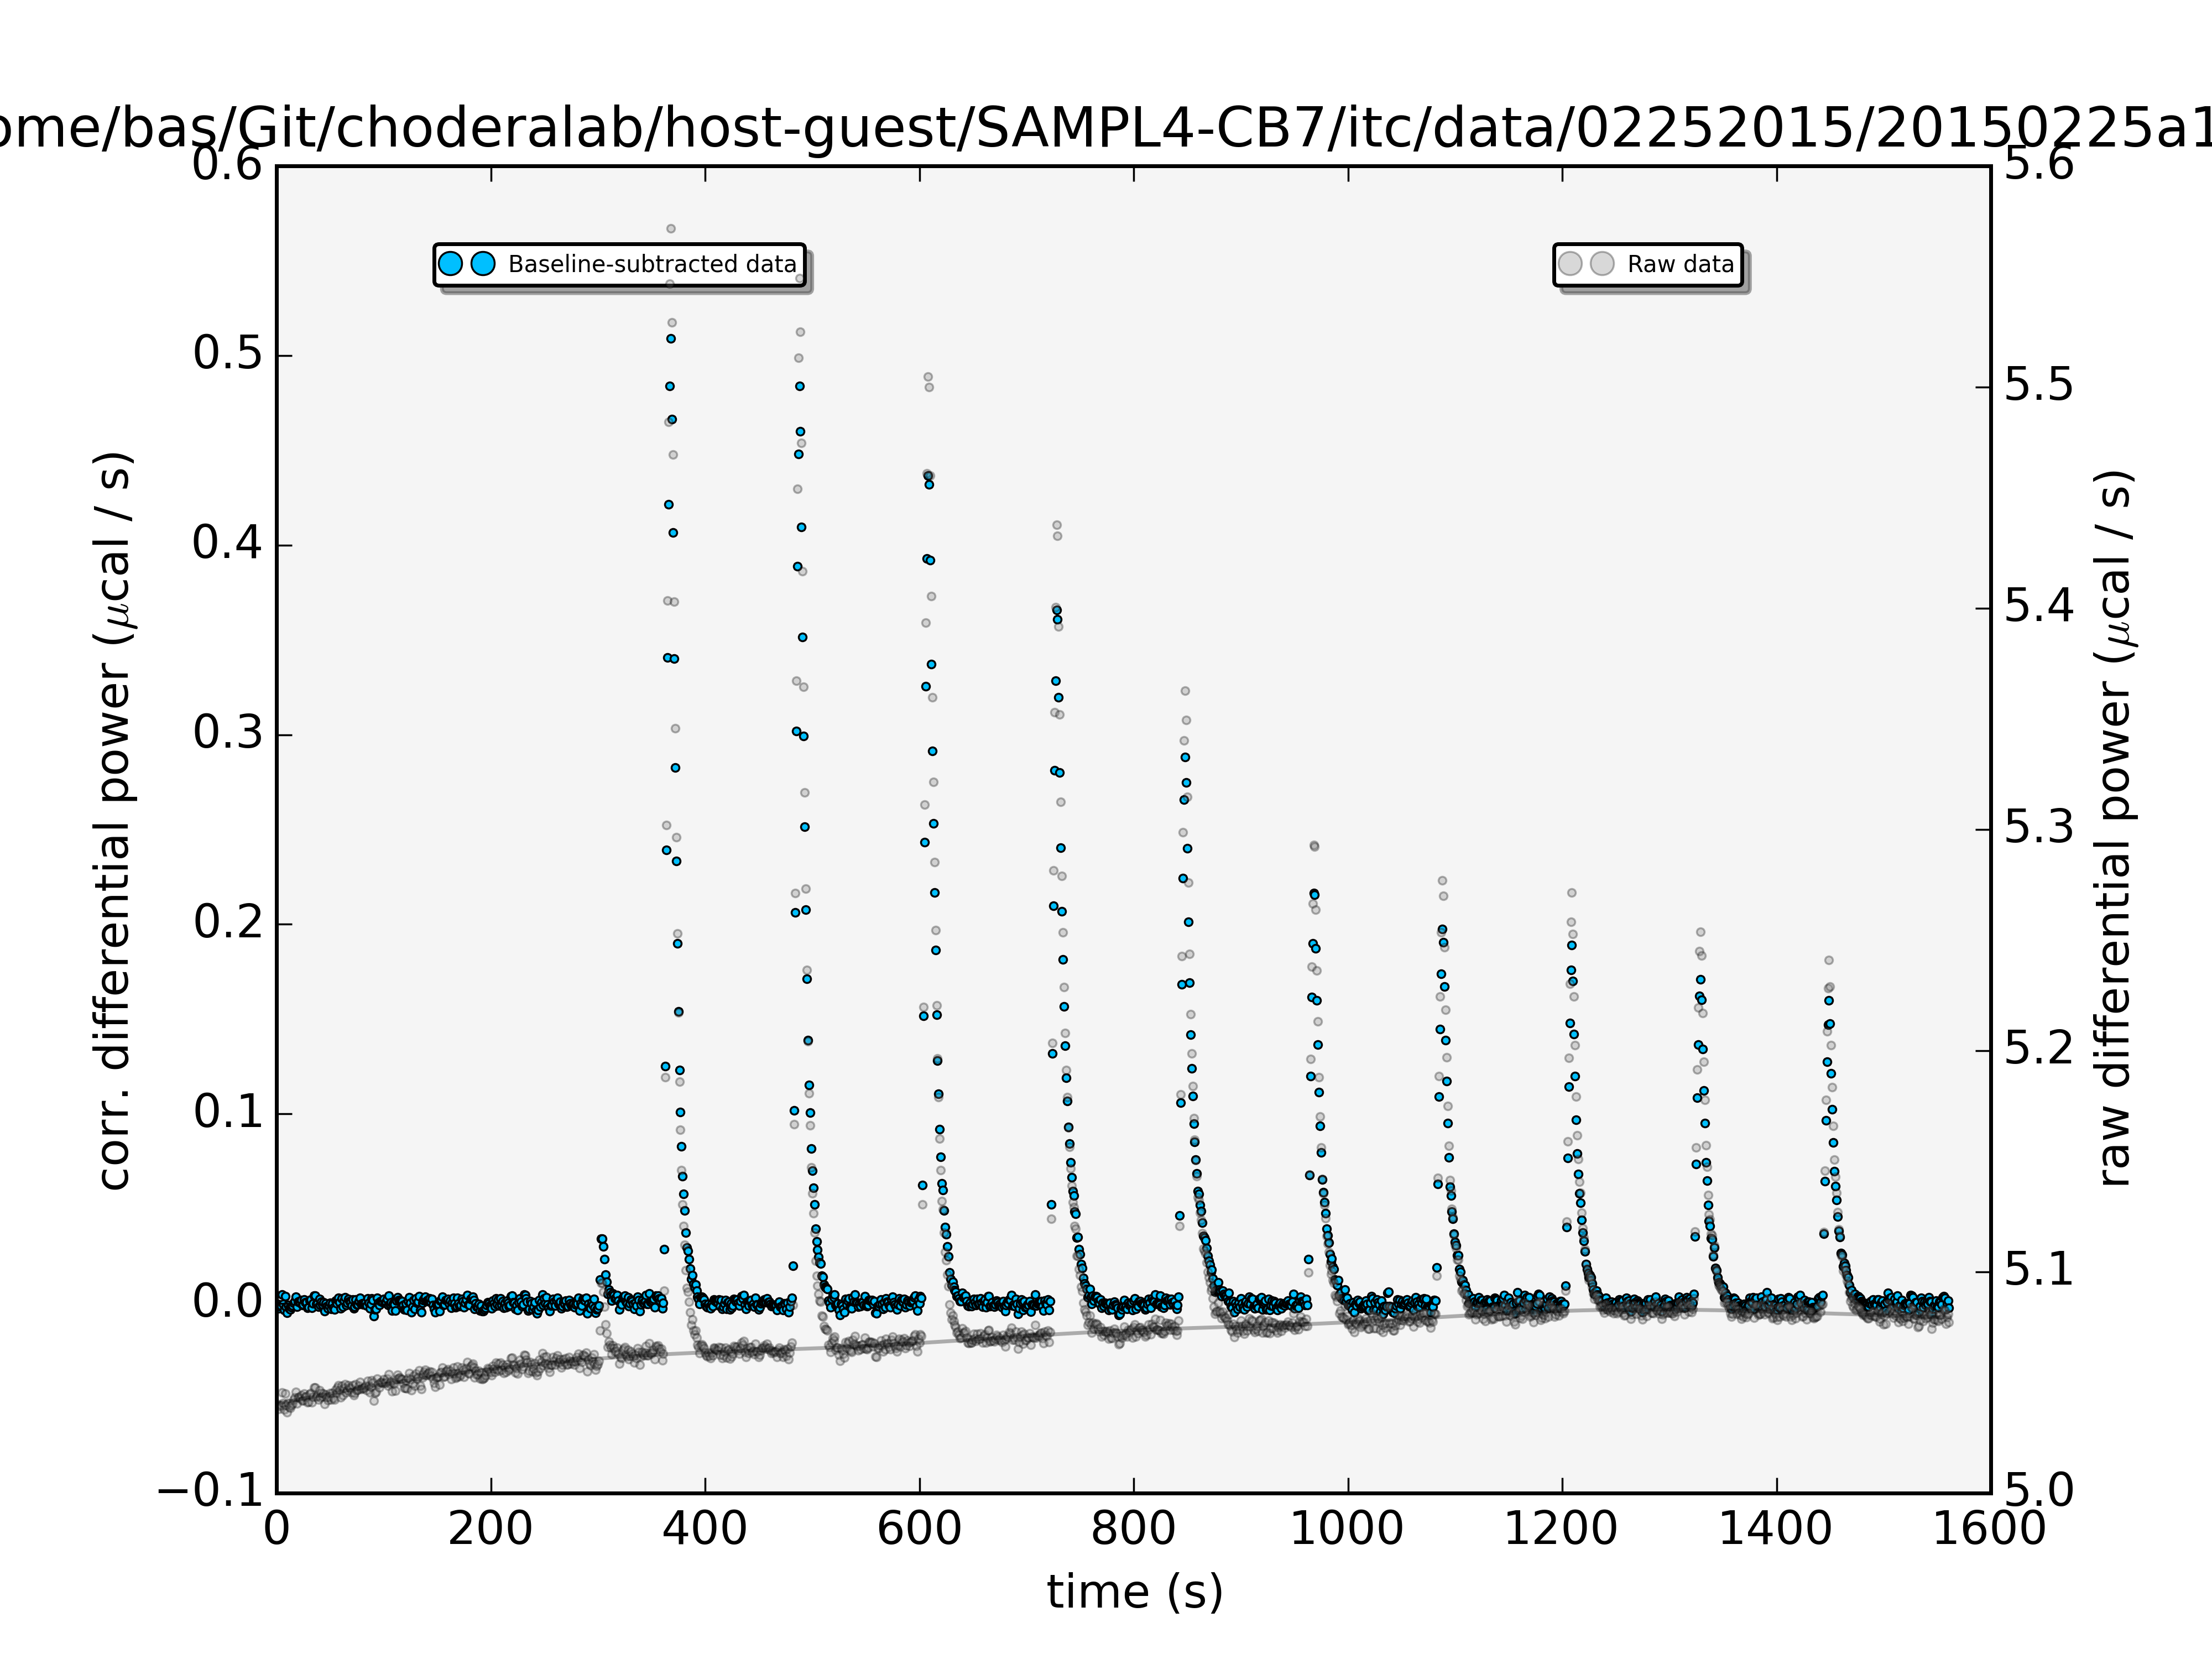 ome/bas/Git/choderalab/host-guest/SAMPL4-CB7/itc/data/02252015/20150225a1
Baseline-subtracted data
Raw data
corr. differential power (μcal / s)
0.6
0.5
0.4
0.3
0.2
0.1
0.0
−0.1
5.6
5.5
5.4
5.3
5.2
5.1
5.0
raw differential power (μcal / s)
0 200 400 600 800 1000 1200 1400 1600
time (s)